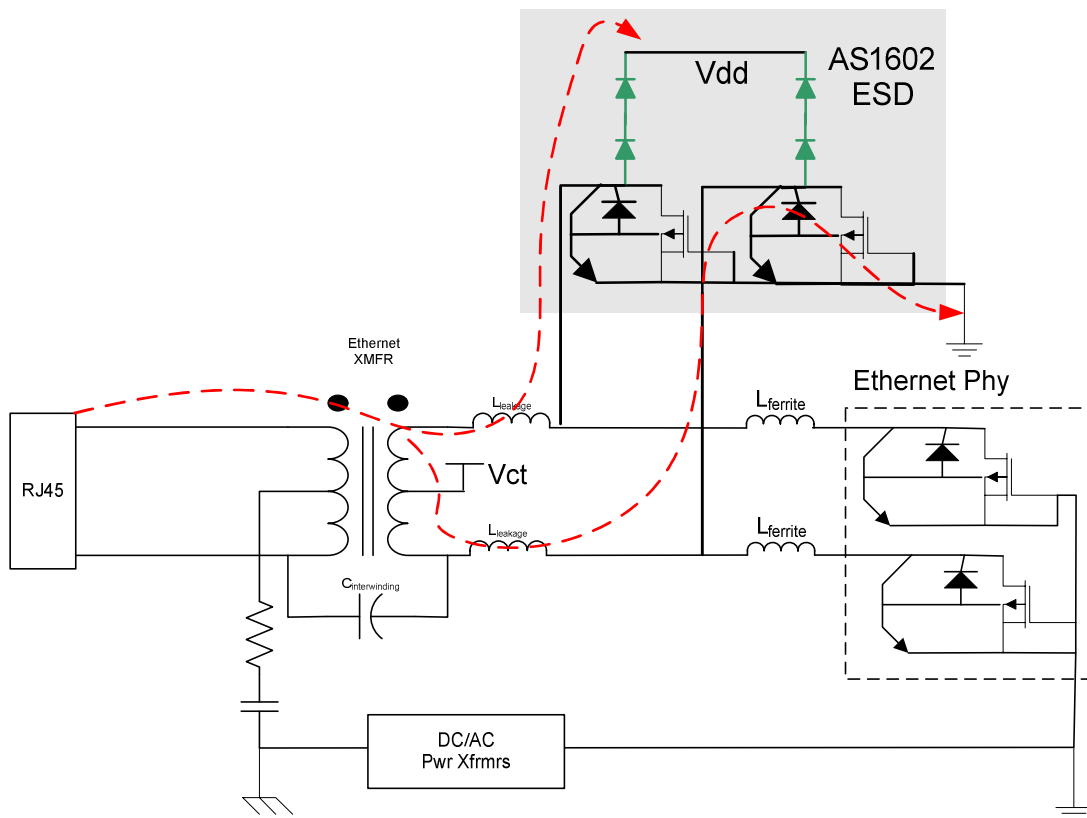 AS1602
ESD
Vdd
Ethernet
XMFR
Ethernet Phy
Lleakage
Lferrite
RJ45
Vct
Lleakage
Lferrite
Cinterwinding
DC/AC
Pwr Xfrmrs